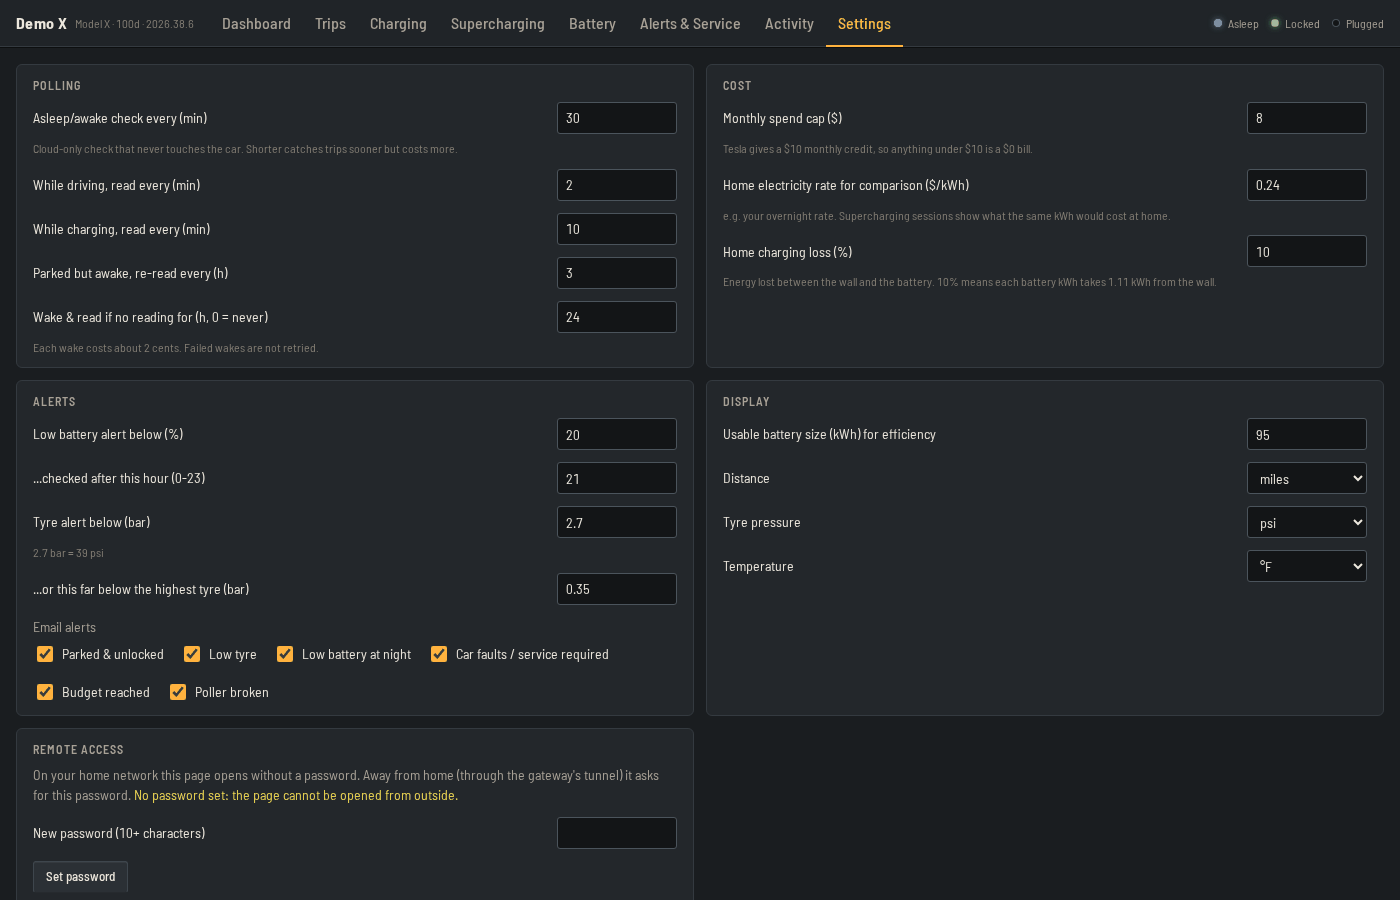 Demo X Model X · 100d · 2026.38.6 Dashboard Trips Charging Supercharging Battery Alerts & Service Activity Settings Asleep Locked Plugged
POLLING
Asleep/awake check every (min) 30
Cloud-only check that never touches the car. Shorter catches trips sooner but costs more.
While driving, read every (min) 2
While charging, read every (min) 10
Parked but awake, re-read every (h) 3
Wake & read if no reading for (h, 0 = never) 24
Each wake costs about 2 cents. Failed wakes are not retried.
COST
Monthly spend cap ($) 8
Tesla gives a $10 monthly credit, so anything under $10 is a $0 bill.
Home electricity rate for comparison ($/kWh) 0.24
e.g. your overnight rate. Supercharging sessions show what the same kWh would cost at home.
Home charging loss (%) 10
Energy lost between the wall and the battery. 10% means each battery kWh takes 1.11 kWh from the wall.
ALERTS
Low battery alert below (%) 20
...checked after this hour (0-23) 21
Tyre alert below (bar) 2.7
2.7 bar = 39 psi
...or this far below the highest tyre (bar) 0.35
Email alerts
Parked & unlocked Low tyre Low battery at night Car faults / service required
Budget reached Poller broken
DISPLAY
Usable battery size (kWh) for efficiency 95
Distance miles
Tyre pressure psi
Temperature °F
REMOTE ACCESS
On your home network this page opens without a password. Away from home (through the gateway's tunnel) it asks
for this password. No password set: the page cannot be opened from outside.
New password (10+ characters)
Set password